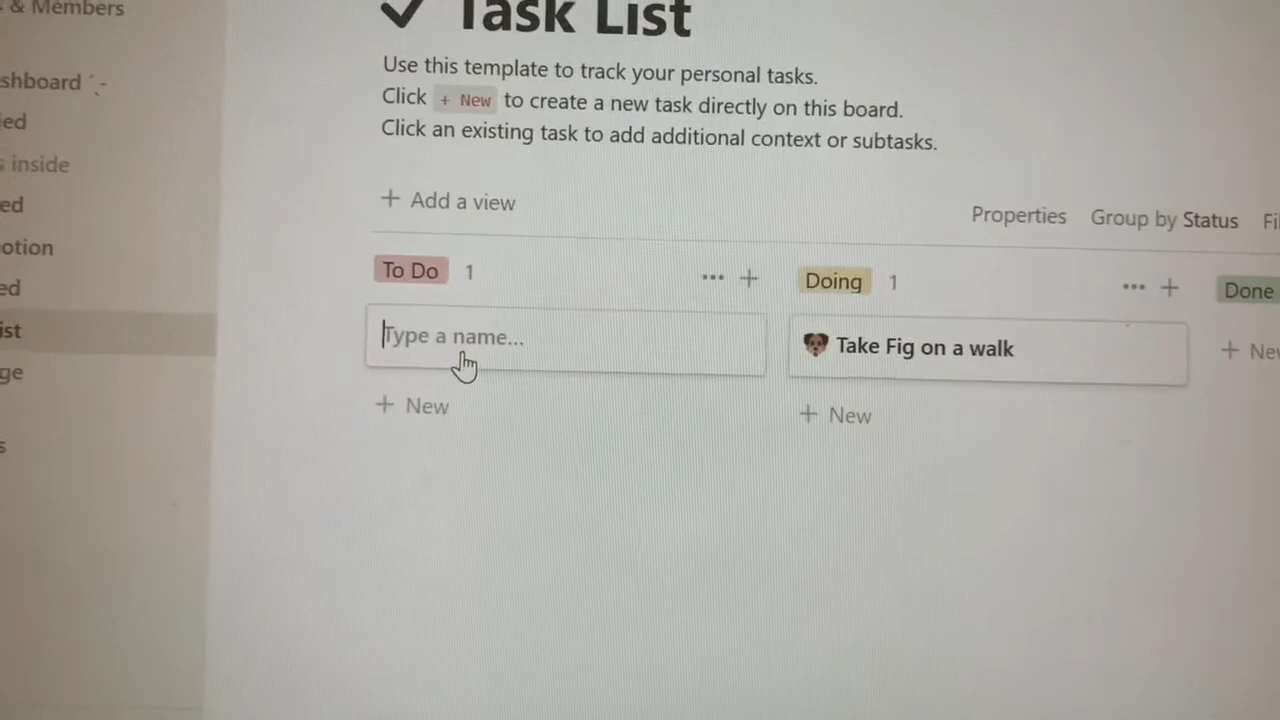 & Members
✓ Task List
Use this template to track your personal tasks.
Click + New to create a new task directly on this board.
Click an existing task to add additional context or subtasks.
shboard
ied
s inside
ed
otion
ed
ist
ge
s
+ Add a view
Properties Group by Status Fil
To Do 1 ••• +
Type a name...
+ New
Doing 1 ••• +
Take Fig on a walk
+ New
Done
+ Nev